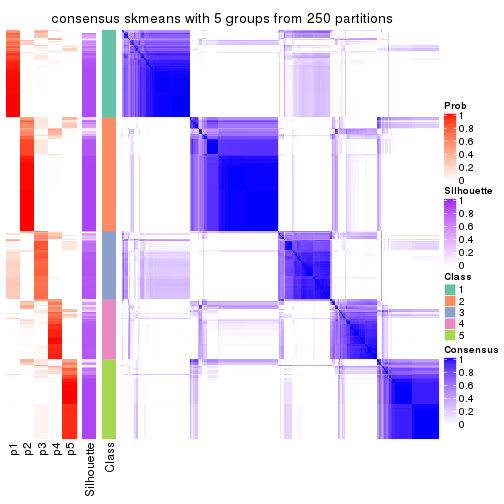 consensus skmeans with 5 groups from 250 partitions
Prob
1
0.8
0.6
0.4
0.2
0
Silhouette
1
0.8
0.6
0.4
0.2
0
Class
1
2
3
4
5
Consensus
1
0.8
0.6
0.4
0.2
0
p1
p2
p3
p4
p5
Silhouette
Class